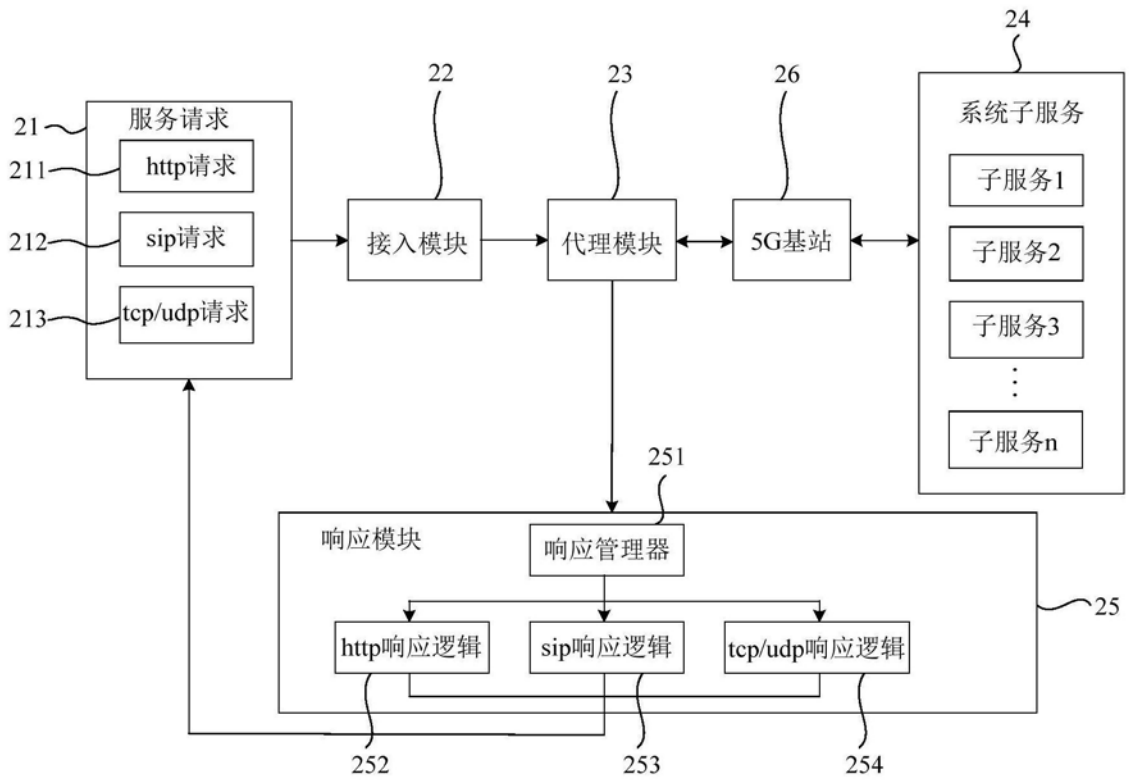 24
22
23
26
21
服务请求
系统子服务
211
http请求
子服务1
212
sip请求
接入模块
代理模块
5G基站
子服务2
213
tcp/udp请求
子服务3
⋮
子服务n
251
响应模块
响应管理器
25
http响应逻辑
sip响应逻辑
tcp/udp响应逻辑
252
253
254